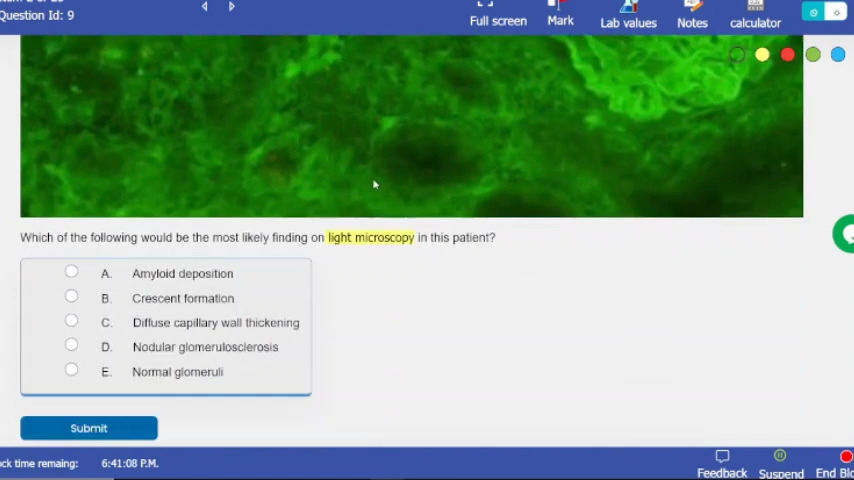 Question Id: 9
Full screen
Mark
Lab values
Notes
calculator
Which of the following would be the most likely finding on light microscopy in this patient?
A. Amyloid deposition
B. Crescent formation
C. Diffuse capillary wall thickening
D. Nodular glomerulosclerosis
E. Normal glomeruli
Submit
ck time remaining: 6:41:08 P.M.
Feedback
Suspend
End Blo